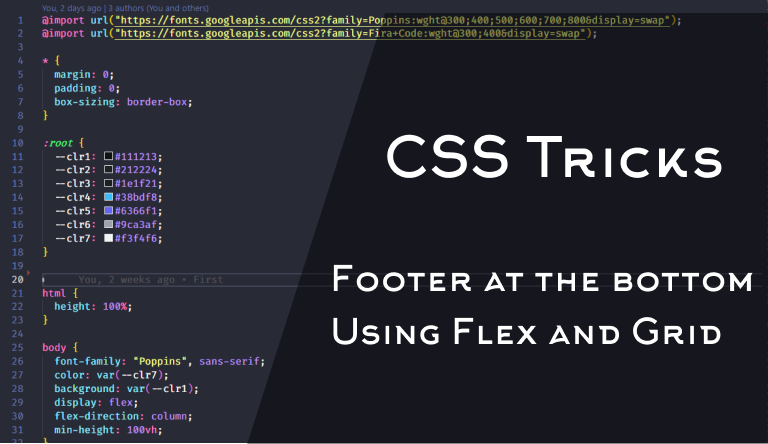 You, 2 days ago | 3 authors (You and others)
1 @import url("https://fonts.googleapis.com/css2?family=Poppins:wght@300;400;500;600;700;800&display=swap");
2 @import url("https://fonts.googleapis.com/css2?family=Fira+Code:wght@300;400&display=swap");
3
4 * {
5 margin: 0;
6 padding: 0;
7 box-sizing: border-box;
8 }
9
10 :root {
11 --clr1: #111213;
12 --clr2: #212224;
13 --clr3: #1e1f21;
14 --clr4: #38bdf8;
15 --clr5: #6366f1;
16 --clr6: #9ca3af;
17 --clr7: #f3f4f6;
18 }
19
20 You, 2 weeks ago • First
21 html {
22 height: 100%;
23 }
24
25 body {
26 font-family: "Poppins", sans-serif;
27 color: var(--clr7);
28 background: var(--clr1);
29 display: flex;
30 flex-direction: column;
31 min-height: 100vh;
32 }
CSS Tricks
Footer at the bottom
Using Flex and Grid